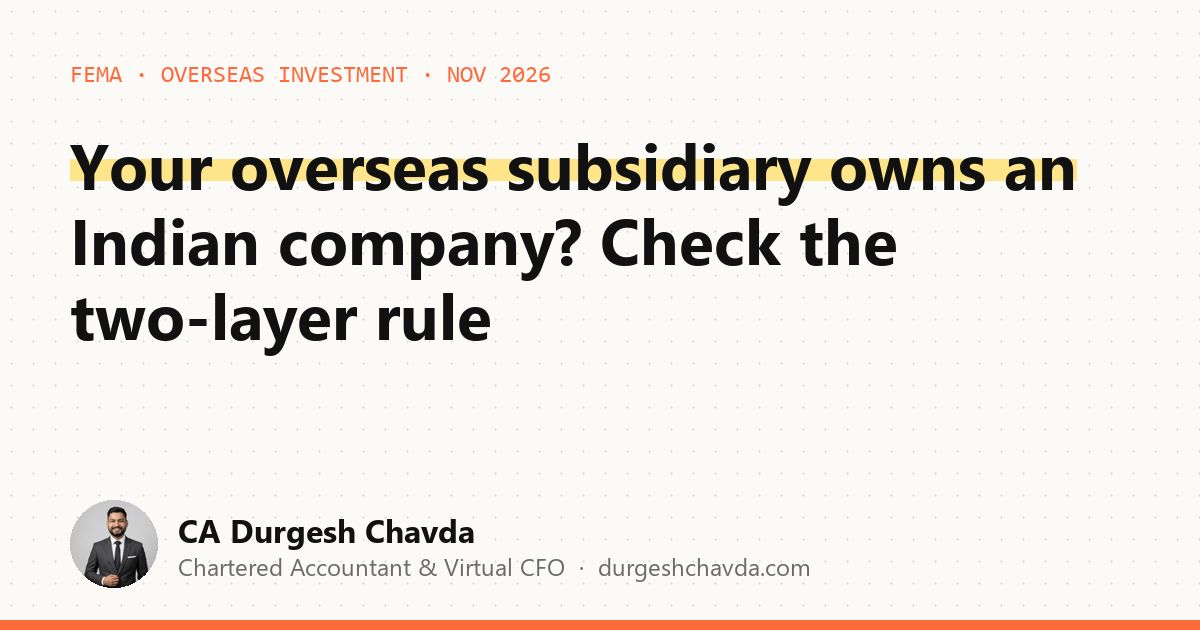 FEMA · OVERSEAS INVESTMENT · NOV 2026
Your overseas subsidiary owns an
Indian company? Check the
two-layer rule
CA Durgesh Chavda
Chartered Accountant & Virtual CFO · durgeshchavda.com